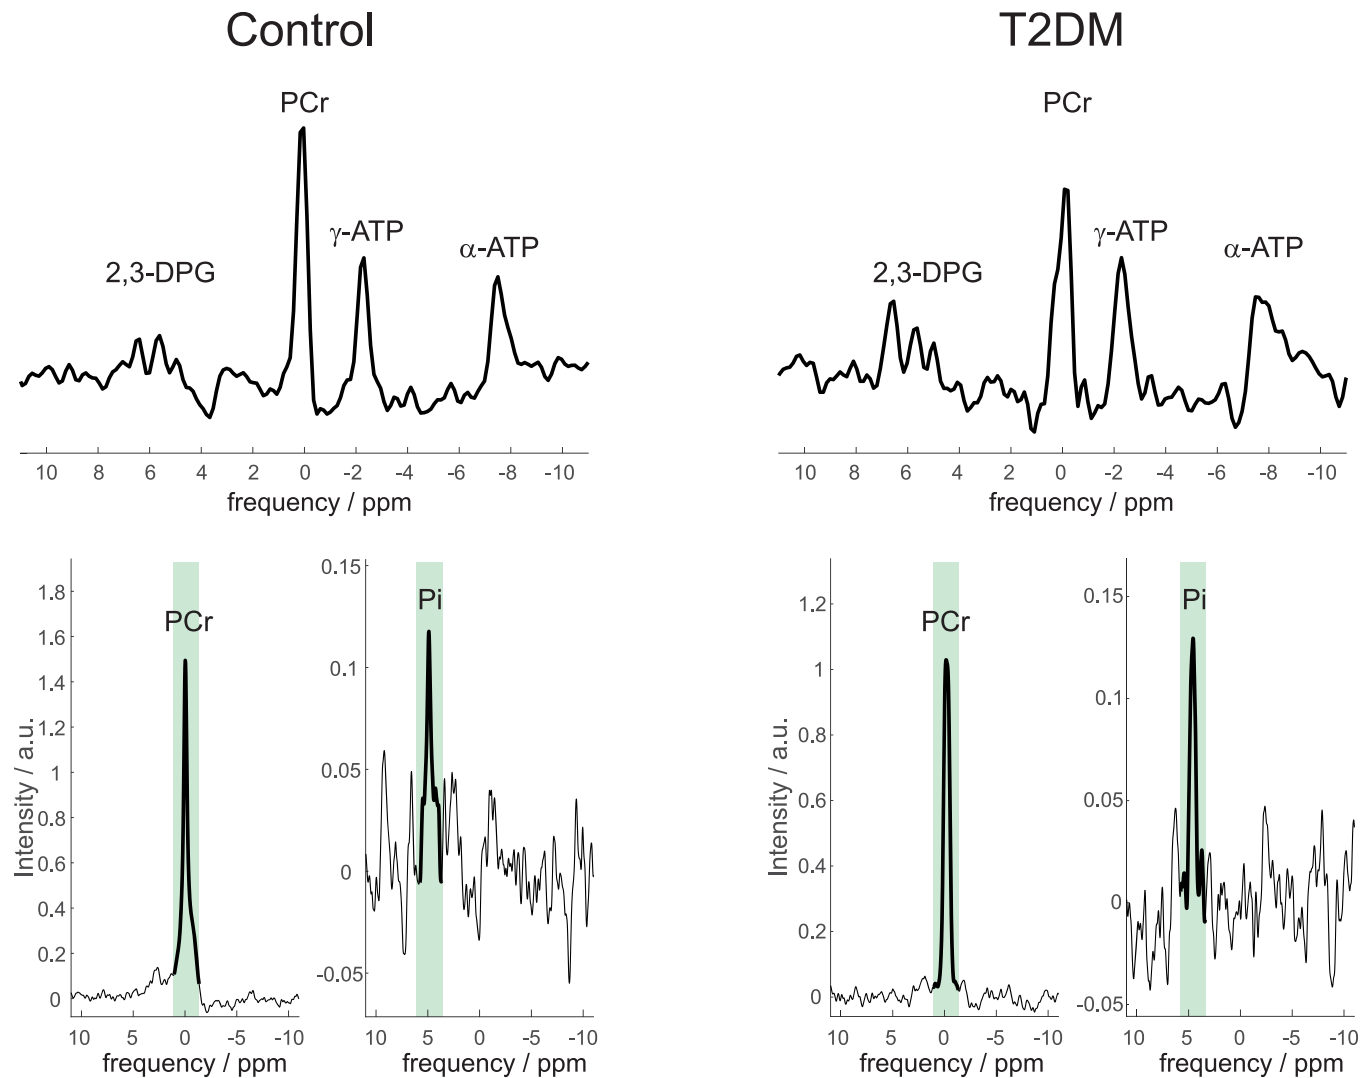 Control
T2DM
PCr
γ-ATP
α-ATP
2,3-DPG
10 8 6 4 2 0 -2 -4 -6 -8 -10
frequency / ppm
PCr
γ-ATP
α-ATP
2,3-DPG
10 8 6 4 2 0 -2 -4 -6 -8 -10
frequency / ppm
Intensity / a.u.
1.8
1.6
1.4
1.2
1
0.8
0.6
0.4
0.2
0
PCr
10 5 0 -5 -10
frequency / ppm
0.15
0.1
0.05
0
-0.05
Pi
10 5 0 -5 -10
frequency / ppm
Intensity / a.u.
1.2
1
0.8
0.6
0.4
0.2
0
PCr
10 5 0 -5 -10
frequency / ppm
0.15
0.1
0.05
0
-0.05
Pi
10 5 0 -5 -10
frequency / ppm